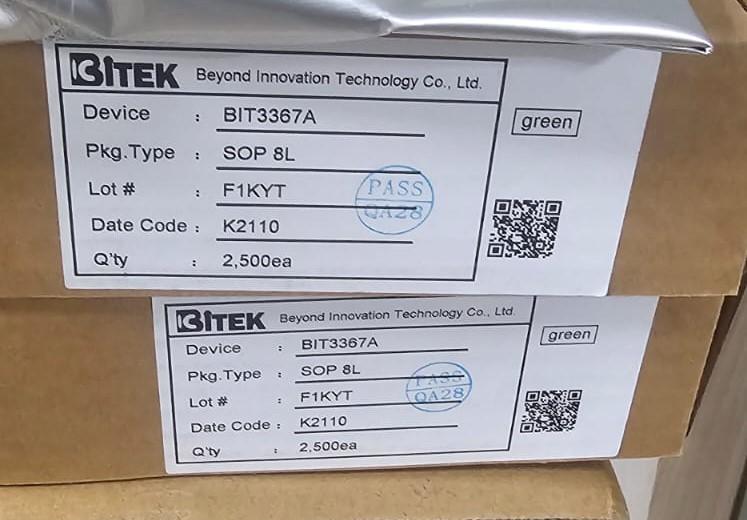 BiTEK Beyond Innovation Technology Co., Ltd.
Device : BIT3367A
green
Pkg.Type : SOP 8L
Lot # : F1KYT
PASS
QA28
Date Code : K2110
Q'ty : 2,500ea
BiTEK Beyond Innovation Technology Co., Ltd.
Device : BIT3367A
green
Pkg.Type : SOP 8L
Lot # : F1KYT
PASS
QA28
Date Code : K2110
Q'ty : 2,500ea